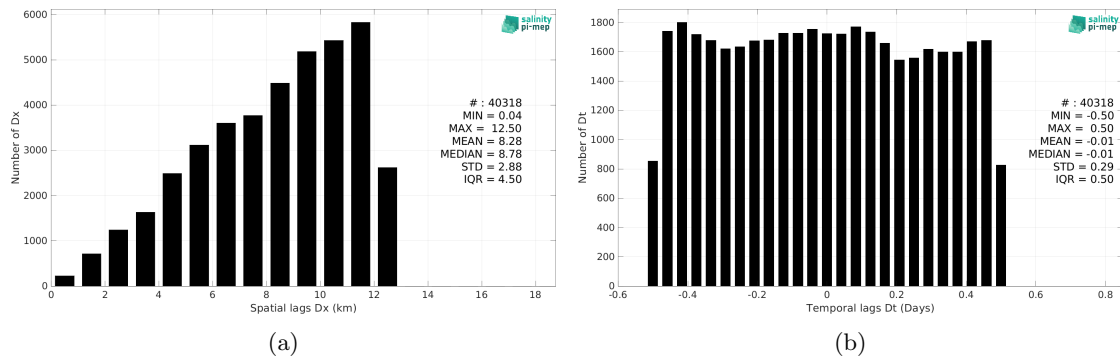 6000
5000
4000
3000
2000
1000
0
Number of Dx
0 2 4 6 8 10 12 14 16 18
Spatial lags Dx (km)
salinity
pi-mep
# : 40318
MIN = 0.04
MAX = 12.50
MEAN = 8.28
MEDIAN = 8.78
STD = 2.88
IQR = 4.50
(a)
1800
1600
1400
1200
1000
800
600
400
200
0
Number of Dt
-0.6 -0.4 -0.2 0 0.2 0.4 0.6 0.8
Temporal lags Dt (Days)
salinity
pi-mep
# : 40318
MIN = -0.50
MAX = 0.50
MEAN = -0.01
MEDIAN = -0.01
STD = 0.29
IQR = 0.50
(b)